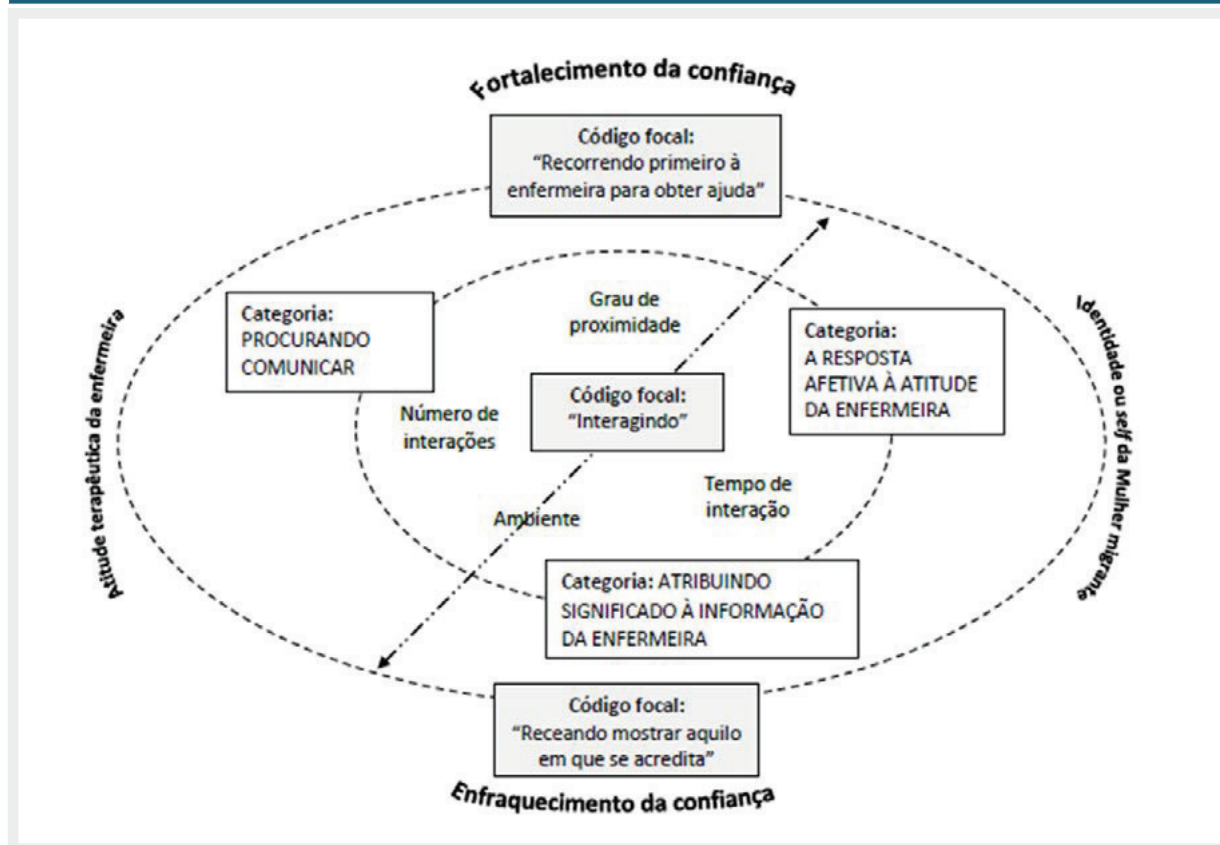 Fortalecimento da confiança
Código focal:
“Recorrendo primeiro à
enfermeira para obter ajuda”
Atitude terapêutica da enfermeira
Categoria:
PROCURANDO
COMUNICAR
Grau de
proximidade
Categoria:
A RESPOSTA
AFETIVA À ATITUDE
DA ENFERMEIRA
Identidade ou self da Mulher migrante
Código focal:
“Interagindo”
Número de
interações
Tempo de
interação
Ambiente
Categoria: ATRIBUINDO
SIGNIFICADO À INFORMAÇÃO
DA ENFERMEIRA
Código focal:
“Receando mostrar aquilo
em que se acredita”
Enfraquecimento da confiança